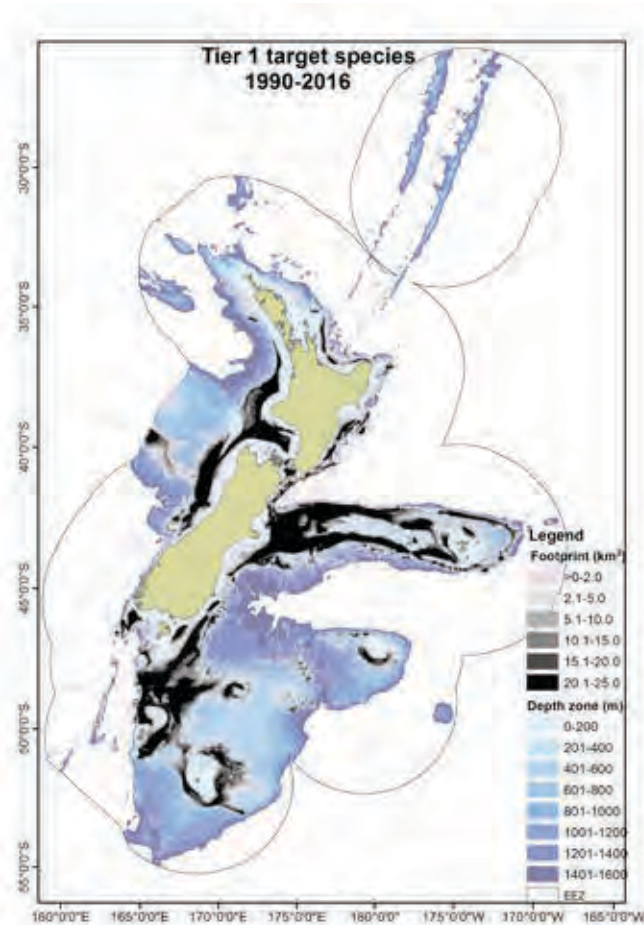 Tier 1 target species
1990-2016
30°0'0"S
35°0'0"S
40°0'0"S
45°0'0"S
50°0'0"S
55°0'0"S
Legend
Footprint (km²)
>0-2.0
2.1-5.0
5.1-10.0
10.1-15.0
15.1-20.0
20.1-25.0
Depth zone (m)
0-200
201-400
401-600
601-800
801-1000
1001-1200
1201-1400
1401-1600
EEZ
160°0'0"E 165°0'0"E 170°0'0"E 175°0'0"E 180°0'0" 175°0'0"W 170°0'0"W 165°0'0"W